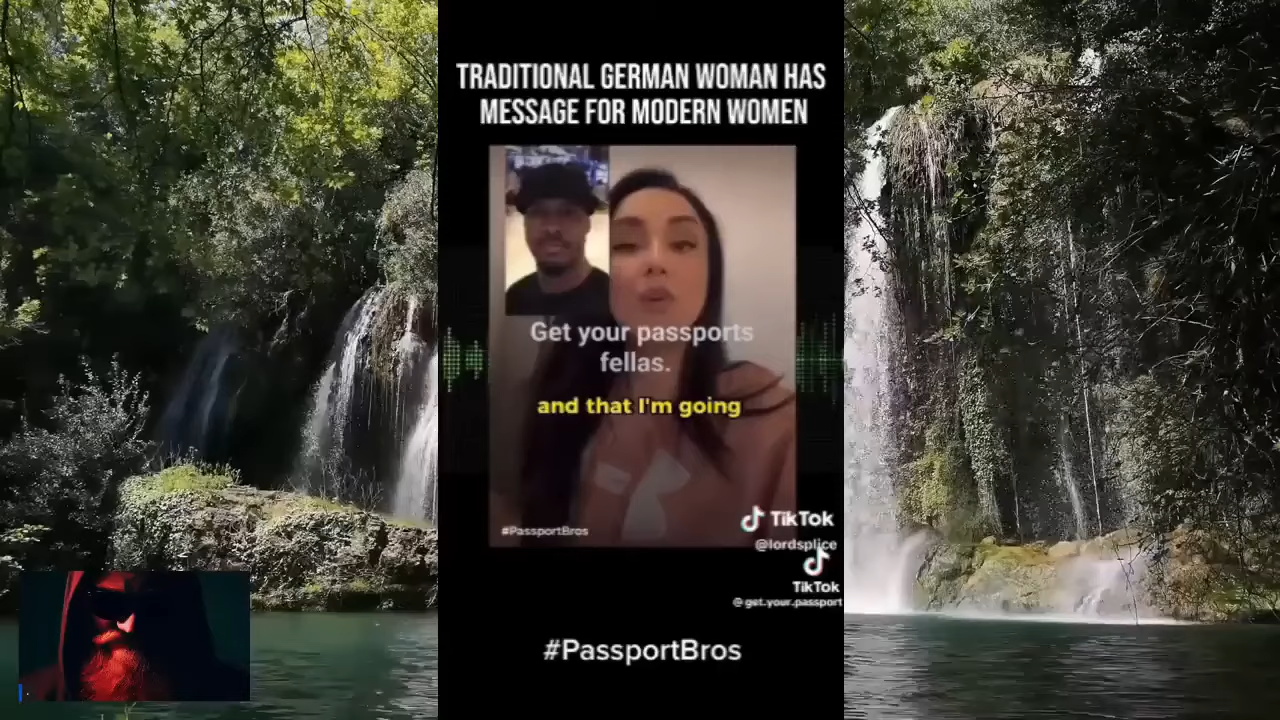 TRADITIONAL GERMAN WOMAN HAS
MESSAGE FOR MODERN WOMEN
Get your passports
fellas.
and that I'm going
#PassportBros
TikTok
@lordsplice
TikTok
@get.your.passport
#PassportBros